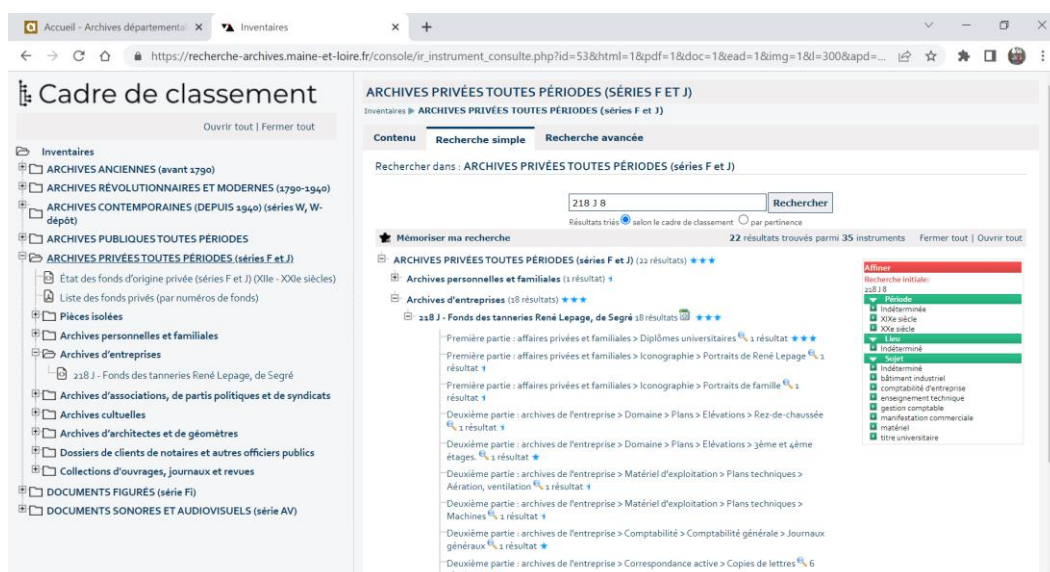 Accueil - Archives départemental
Inventaires
https://recherche-archives.maine-et-loire.fr/console/ir_instrument_consulte.php?id=53&html=1&pdf=1&doc=1&ead=1&img=1&l=300&apd=...
Cadre de classement
Ouvrir tout | Fermer tout
Inventaires
ARCHIVES ANCIENNES (avant 1790)
ARCHIVES RÉVOLUTIONNAIRES ET MODERNES (1790-1940)
ARCHIVES CONTEMPORAINES (DEPUIS 1940) (séries W, W-
dépôt)
ARCHIVES PUBLIQUES TOUTES PÉRIODES
ARCHIVES PRIVÉES TOUTES PÉRIODES (séries F et J)
État des fonds d'origine privée (séries F et J) (XIIe - XXIe siècles)
Liste des fonds privés (par numéros de fonds)
Pièces isolées
Archives personnelles et familiales
Archives d'entreprises
218 J - Fonds des tanneries René Lepage, de Segré
Archives d'associations, de partis politiques et de syndicats
Archives cultuelles
Archives d'architectes et de géomètres
Dossiers de clients de notaires et autres officiers publics
Collections d'ouvrages, journaux et revues
DOCUMENTS FIGURÉS (série Fi)
DOCUMENTS SONORES ET AUDIOVISUELS (série AV)
ARCHIVES PRIVÉES TOUTES PÉRIODES (SÉRIES F ET J)
Inventaires ARCHIVES PRIVÉES TOUTES PÉRIODES (séries F et J)
Contenu Recherche simple Recherche avancée
Rechercher dans : ARCHIVES PRIVÉES TOUTES PÉRIODES (séries F et J)
218 J 8 Rechercher
Résultats triés selon le cadre de classement par pertinence
Mémoriser ma recherche 22 résultats trouvés parmi 35 instruments Fermer tout | Ouvrir tout
ARCHIVES PRIVÉES TOUTES PÉRIODES (séries F et J) (22 résultats)
Archives personnelles et familiales (1 résultat)
Archives d'entreprises (18 résultats)
218 J - Fonds des tanneries René Lepage, de Segré 18 résultats
Première partie : affaires privées et familiales > Diplômes universitaires 1 résultat
Première partie : affaires privées et familiales > Iconographie > Portraits de René Lepage 1
résultat
Première partie : affaires privées et familiales > Iconographie > Portraits de famille 1
résultat
Deuxième partie : archives de l'entreprise > Domaine > Plans > Elévations > Rez-de-chaussée
1 résultat
Deuxième partie : archives de l'entreprise > Domaine > Plans > Elévations > 3ème et 4ème
étages. 1 résultat
Deuxième partie : archives de l'entreprise > Matériel d'exploitation > Plans techniques >
Aération, ventilation 1 résultat
Deuxième partie : archives de l'entreprise > Matériel d'exploitation > Plans techniques >
Machines 1 résultat
Deuxième partie : archives de l'entreprise > Comptabilité > Comptabilité générale > Journaux
généraux 1 résultat
Deuxième partie : archives de l'entreprise > Correspondance active > Copies de lettres 6
Affiner
Recherche initiale:
218 J 8
Période
Indéterminée
XIXe siècle
XXe siècle
Lieu
Indéterminé
Sujet
Indéterminé
bâtiment industriel
comptabilité d'entreprise
enseignement technique
gestion comptable
manifestation commerciale
matériel
titre universitaire